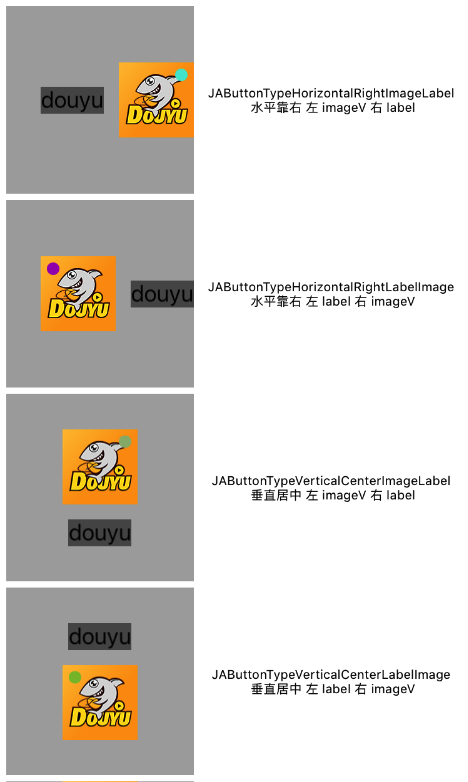 douyu
DOUYU
JAButtonTypeHorizontalRightImageLabel
水平靠右 左 imageV 右 label
DOUYU
douyu
JAButtonTypeHorizontalRightLabelImage
水平靠右 左 label 右 imageV
DOUYU
douyu
JAButtonTypeVerticalCenterImageLabel
垂直居中 左 imageV 右 label
douyu
DOUYU
JAButtonTypeVerticalCenterLabelImage
垂直居中 左 label 右 imageV